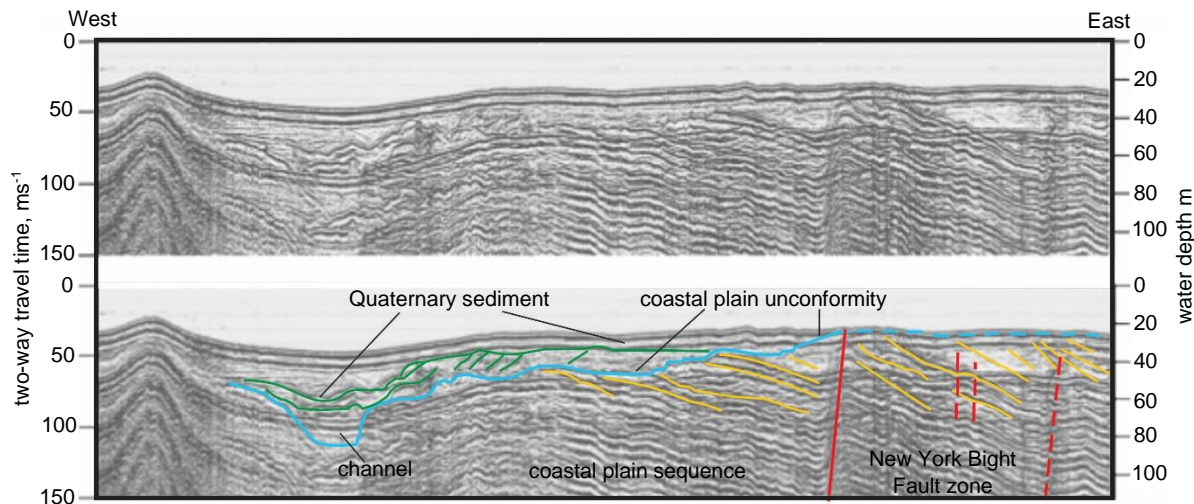 West
East
0
50
100
150
0
20
40
60
80
100
0
50
100
150
0
20
40
60
80
100
two-way travel time, ms-1
water depth m
Quaternary sediment
coastal plain unconformity
channel
coastal plain sequence
New York Bight
Fault zone